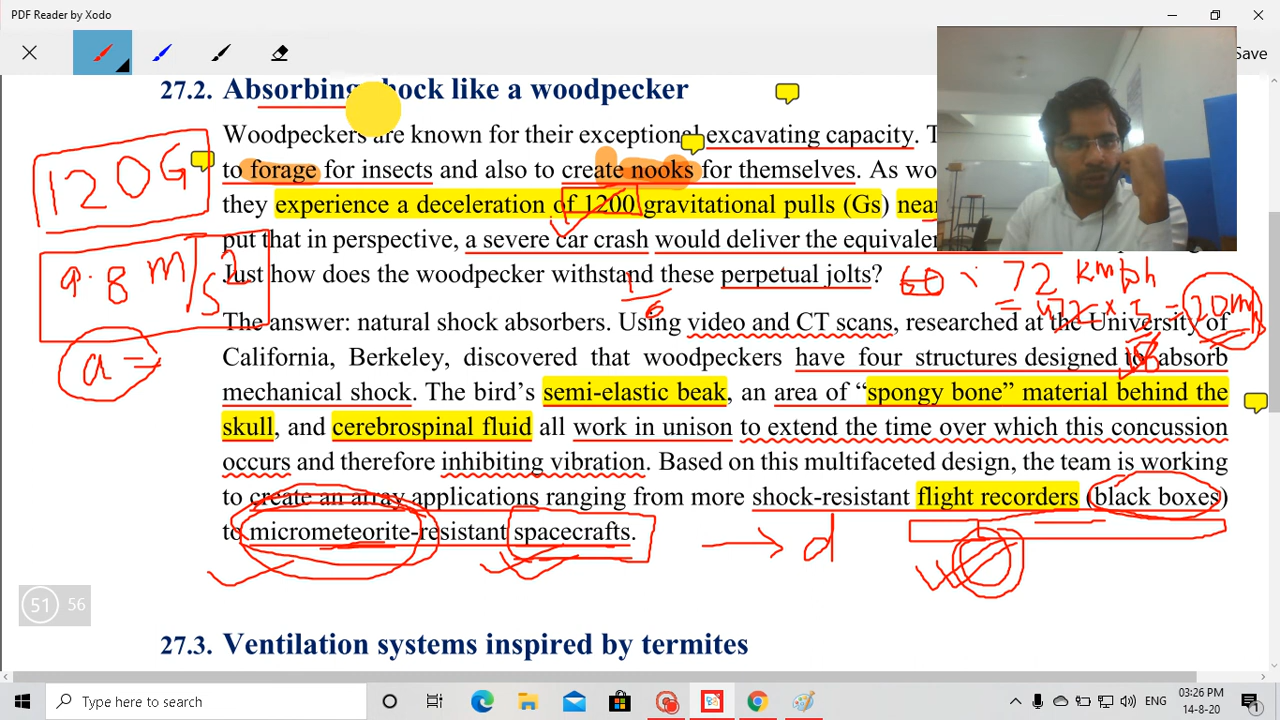 PDF Reader by Xodo
Save
27.2. Absorbing shock like a woodpecker
Woodpeckers are known for their exceptional excavating capacity. T
to forage for insects and also to create nooks for themselves. As wo
they experience a deceleration of 1200 gravitational pulls (Gs) nea
put that in perspective, a severe car crash would deliver the equivale
Just how does the woodpecker withstand these perpetual jolts?
The answer: natural shock absorbers. Using video and CT scans, researched at the University of
California, Berkeley, discovered that woodpeckers have four structures designed to absorb
mechanical shock. The bird's semi-elastic beak, an area of “spongy bone” material behind the
skull, and cerebrospinal fluid all work in unison to extend the time over which this concussion
occurs and therefore inhibiting vibration. Based on this multifaceted design, the team is working
to create an array applications ranging from more shock-resistant flight recorders (black boxes)
to micrometeorite-resistant spacecrafts.
27.3. Ventilation systems inspired by termites
120G
9.8 m/s2
a =
1/6
60
72 kmph
= 72 x 5 = 20m/s
18
d
51 56
Type here to search
ENG
03:26 PM
14-8-20